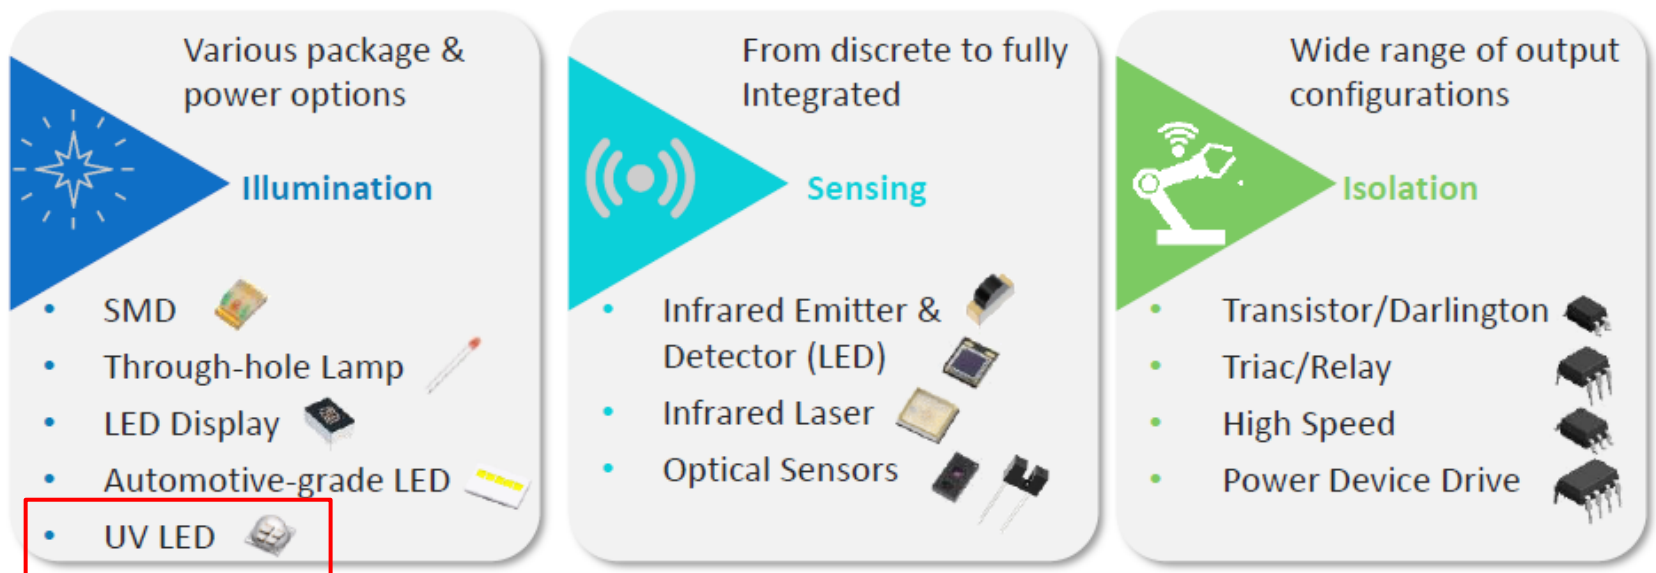 Various package &
power options
Illumination
• SMD
• Through-hole Lamp
• LED Display
• Automotive-grade LED
• UV LED
From discrete to fully
Integrated
Sensing
• Infrared Emitter &
Detector (LED)
• Infrared Laser
• Optical Sensors
Wide range of output
configurations
Isolation
• Transistor/Darlington
• Triac/Relay
• High Speed
• Power Device Drive